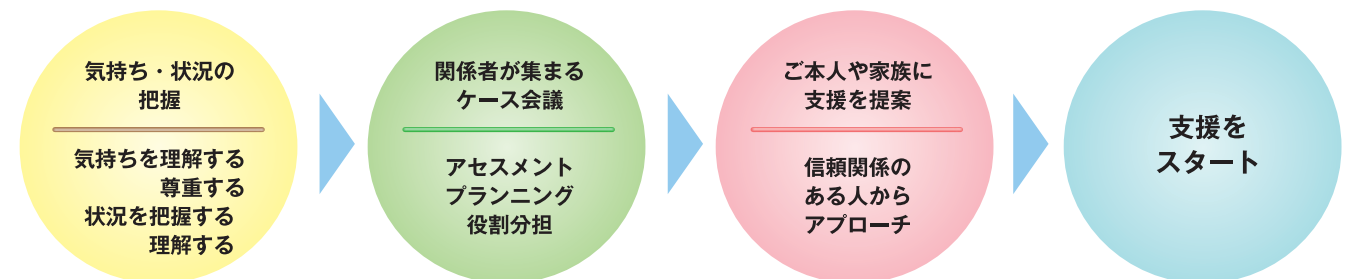 気持ち・状況の
把握
気持ちを理解する
尊重する
状況を把握する
理解する
関係者が集まる
ケース会議
アセスメント
プランニング
役割分担
ご本人や家族に
支援を提案
信頼関係の
ある人から
アプローチ
支援を
スタート